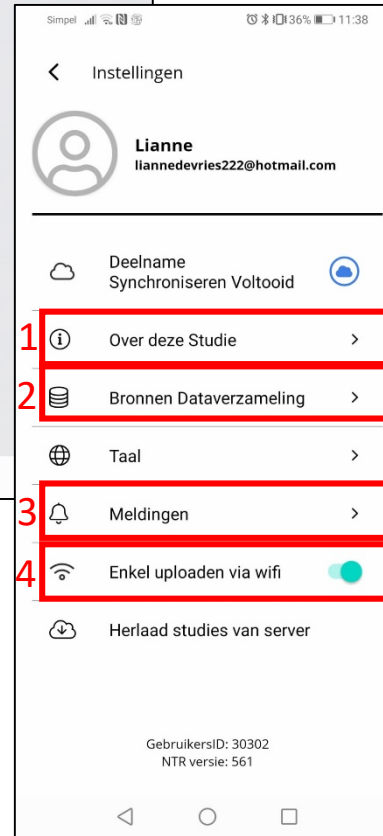 Simpel 36% 11:38
Instellingen
Lianne
liannedevries222@hotmail.com
Deelname
Synchroniseren Voltooid
1 Over deze Studie
2 Bronnen Dataverzameling
Taal
3 Meldingen
4 Enkel uploaden via wifi
Herlaad studies van server
GebruikersID: 30302
NTR versie: 561